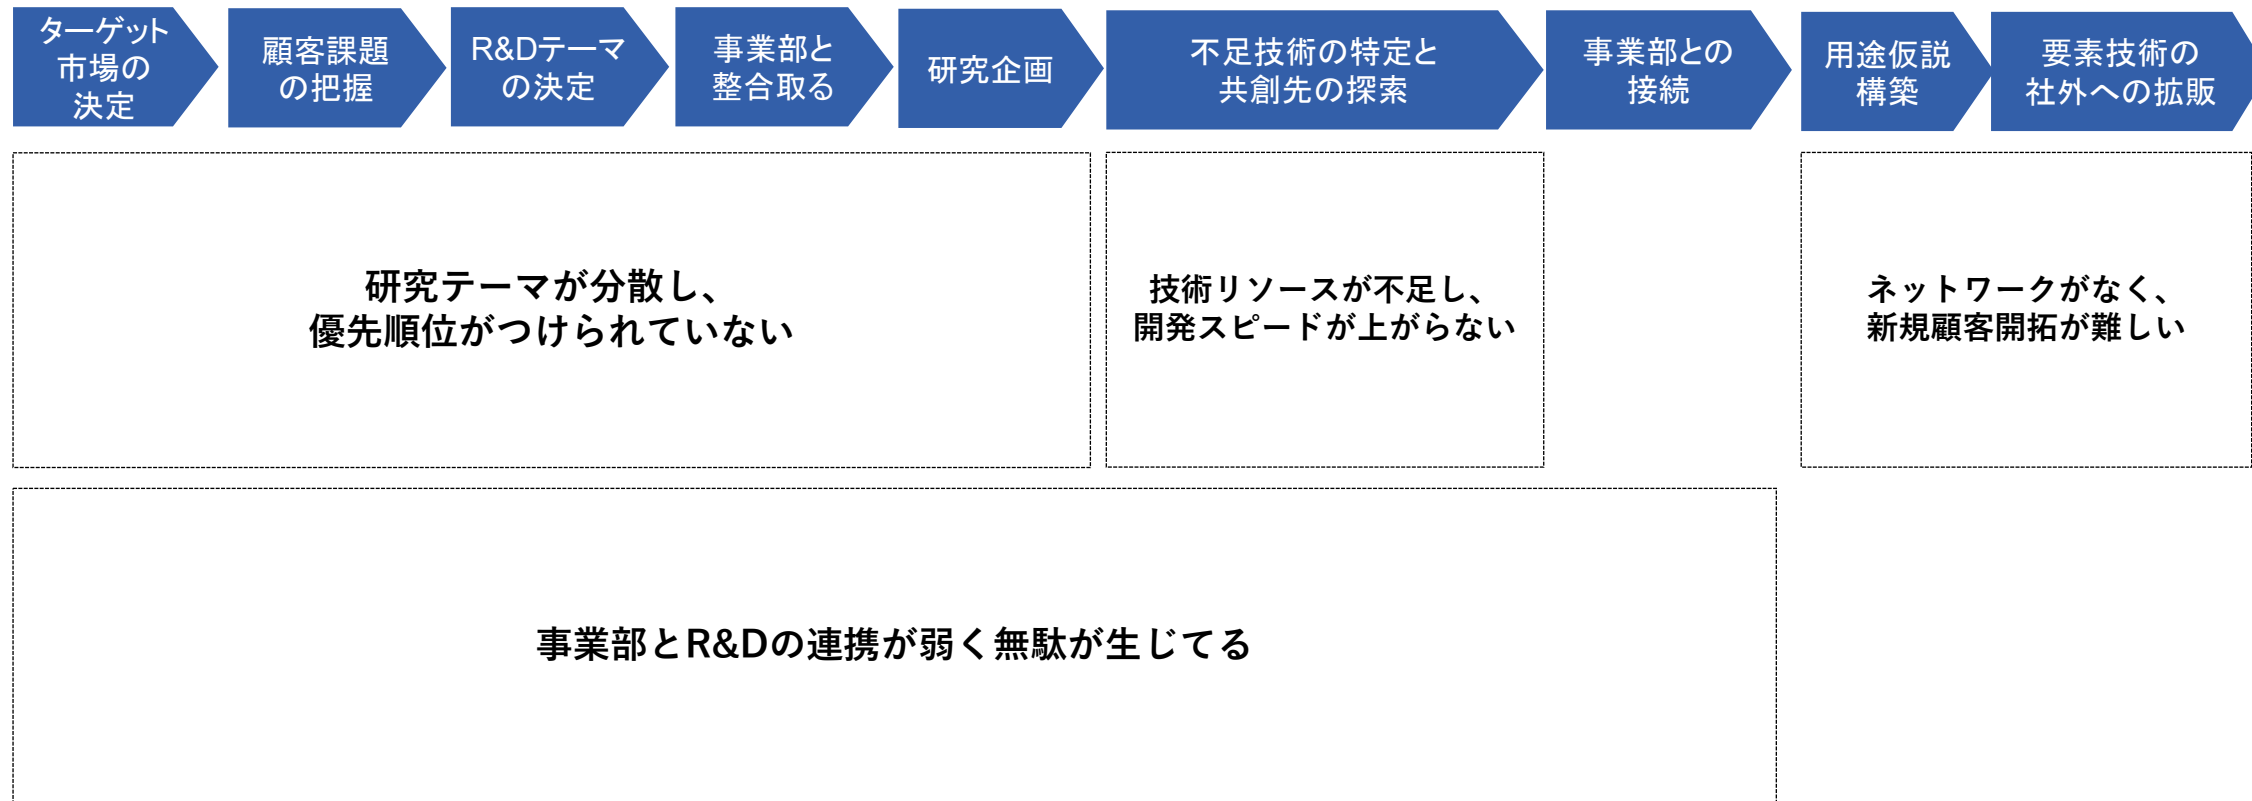 ターゲット
市場の
決定
顧客課題
の把握
R&Dテーマ
の決定
事業部と
整合取る
研究企画
不足技術の特定と
共創先の探索
事業部との
接続
用途仮説
構築
要素技術の
社外への拡販
研究テーマが分散し、
優先順位がつけられていない
技術リソースが不足し、
開発スピードが上がらない
ネットワークがなく、
新規顧客開拓が難しい
事業部とR&Dの連携が弱く無駄が生じてる